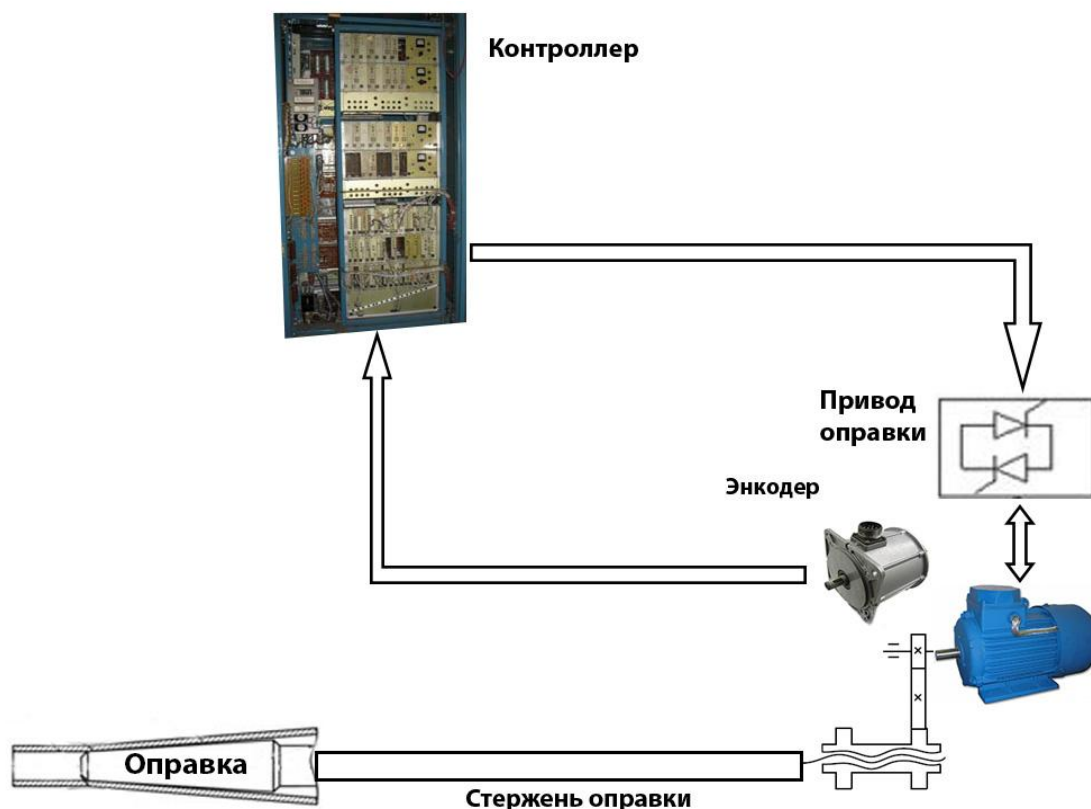 Контроллер
Привод
оправки
Энкодер
Оправка
Стержень оправки